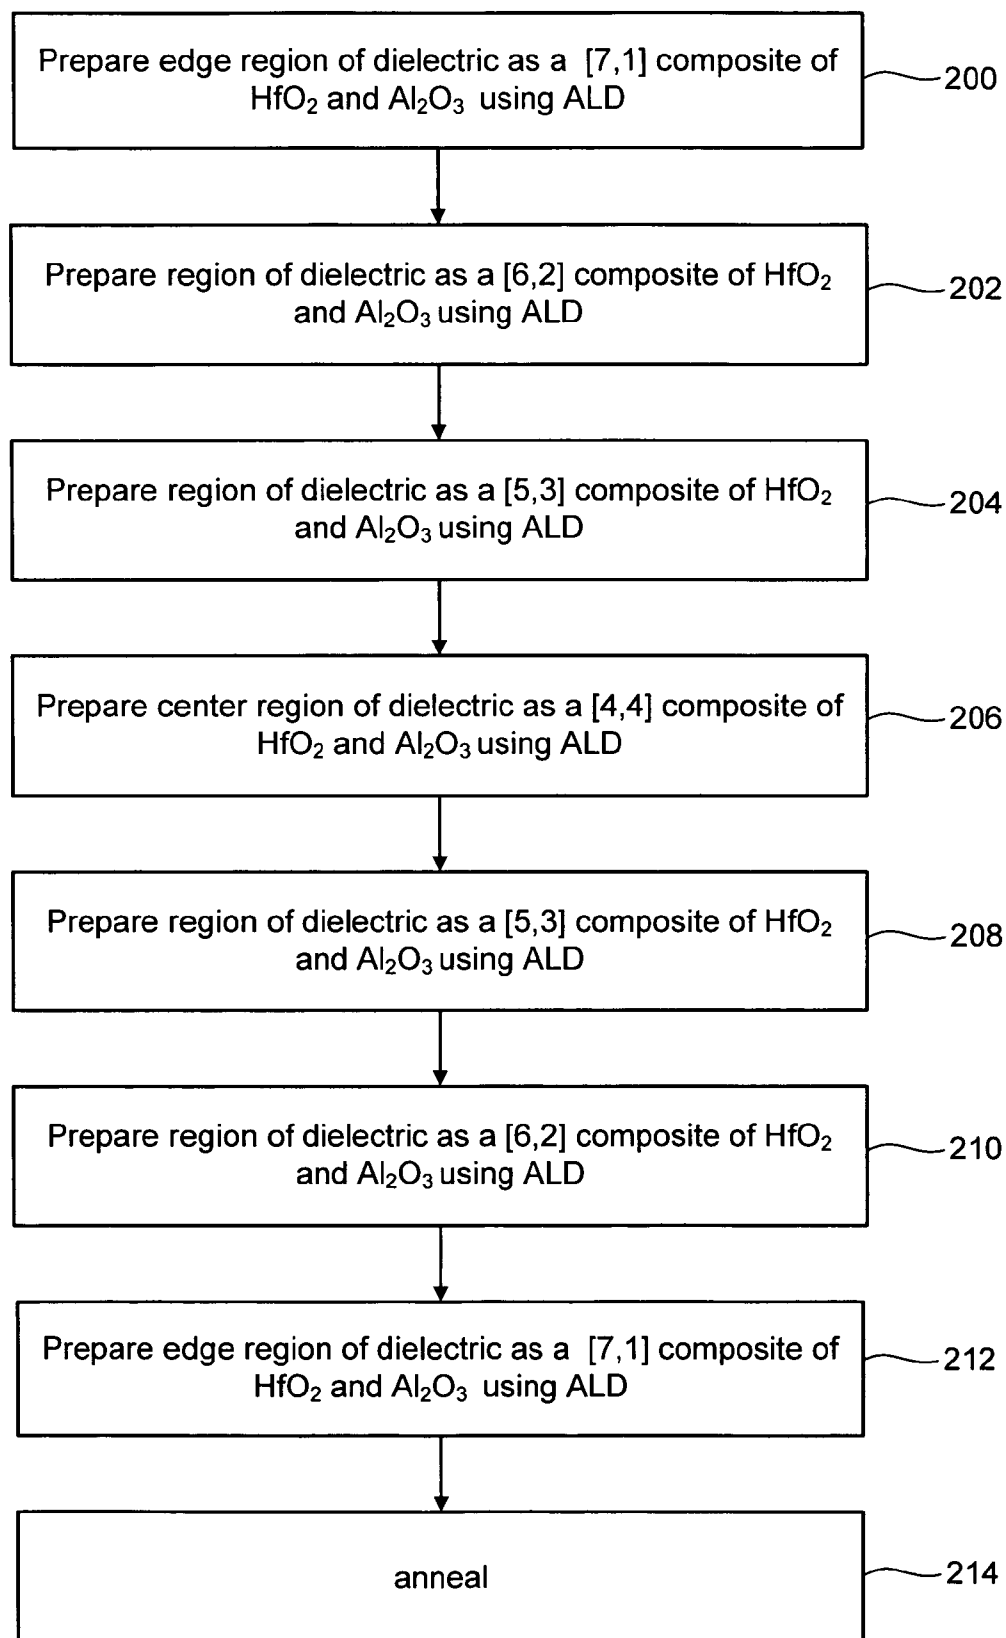 Prepare edge region of dielectric as a [7,1] composite of
HfO₂ and Al₂O₃ using ALD
200
Prepare region of dielectric as a [6,2] composite of HfO₂
and Al₂O₃ using ALD
202
Prepare region of dielectric as a [5,3] composite of HfO₂
and Al₂O₃ using ALD
204
Prepare center region of dielectric as a [4,4] composite of
HfO₂ and Al₂O₃ using ALD
206
Prepare region of dielectric as a [5,3] composite of HfO₂
and Al₂O₃ using ALD
208
Prepare region of dielectric as a [6,2] composite of HfO₂
and Al₂O₃ using ALD
210
Prepare edge region of dielectric as a [7,1] composite of
HfO₂ and Al₂O₃ using ALD
212
anneal
214